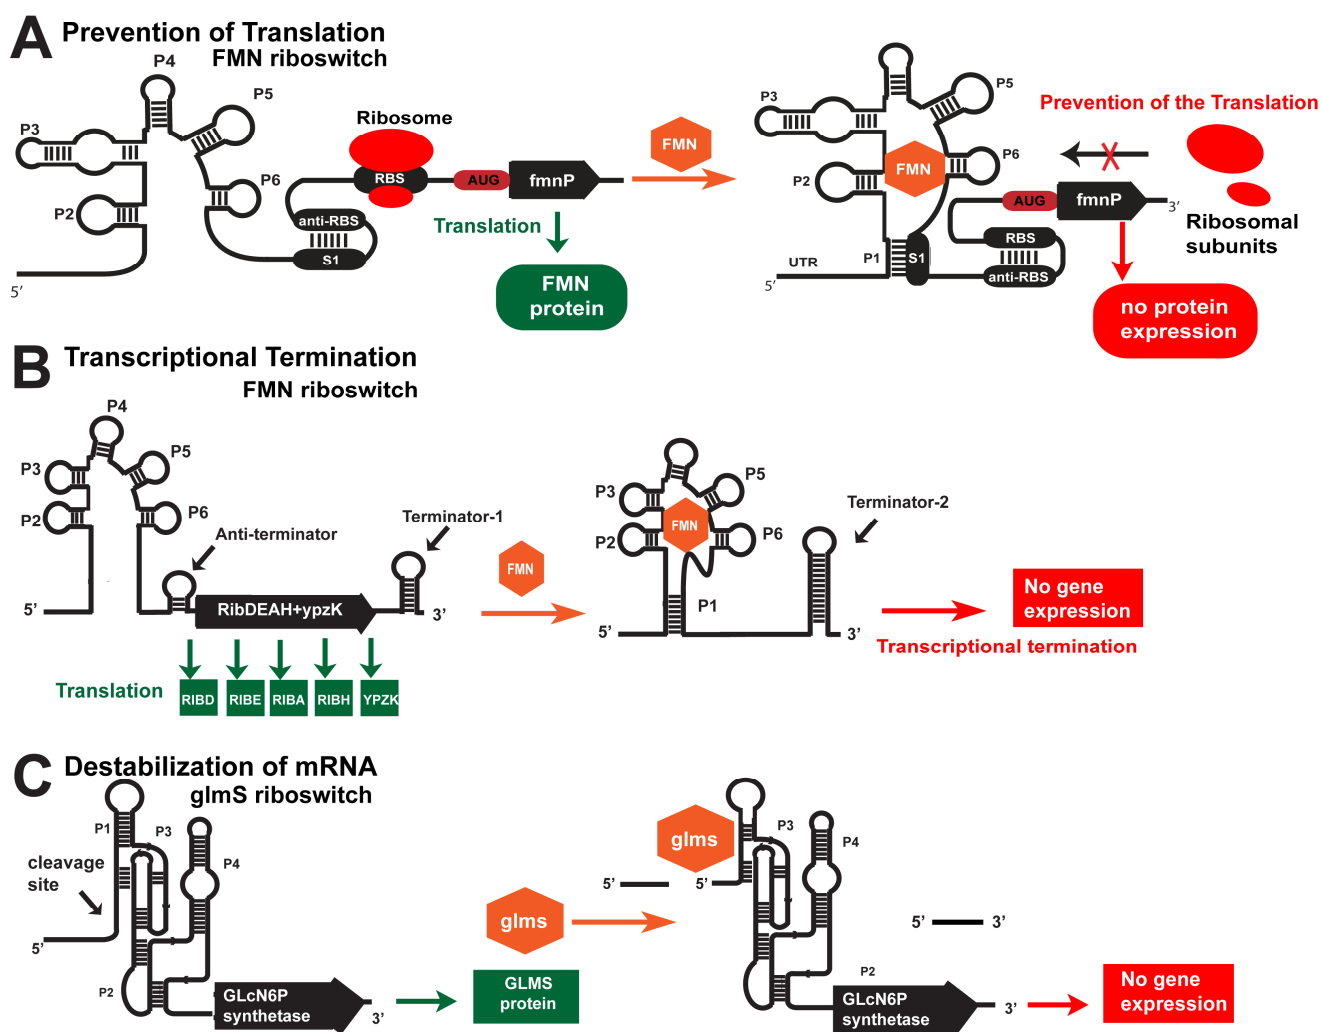 A Prevention of Translation
FMN riboswitch
P4
P5
P3
P2
P6
Ribosome
RBS
AUG
fmnP
anti-RBS
S1
Translation
FMN
protein
5′
FMN
P3
P5
P2
P6
FMN
Prevention of the Translation
AUG
fmnP
3′
RBS
anti-RBS
P1
S1
UTR
5′
Ribosomal
subunits
no protein
expression
B Transcriptional Termination
FMN riboswitch
P4
P3
P5
P2
P6
Anti-terminator
Terminator-1
5’
RibDEAH+ypzK
3’
Translation
RIBD
RIBE
RIBA
RIBH
YPZK
FMN
P3
P5
P2
P6
FMN
P1
5’
3’
Terminator-2
No gene
expression
Transcriptional termination
C Destabilization of mRNA
glmS riboswitch
P1
P3
P4
cleavage
site
5’
P2
GLcN6P
synthetase
3’
glms
GLMS
protein
glms
5’
5’
P3
P4
5’
3’
P2
GLcN6P
synthetase
3’
No gene
expression